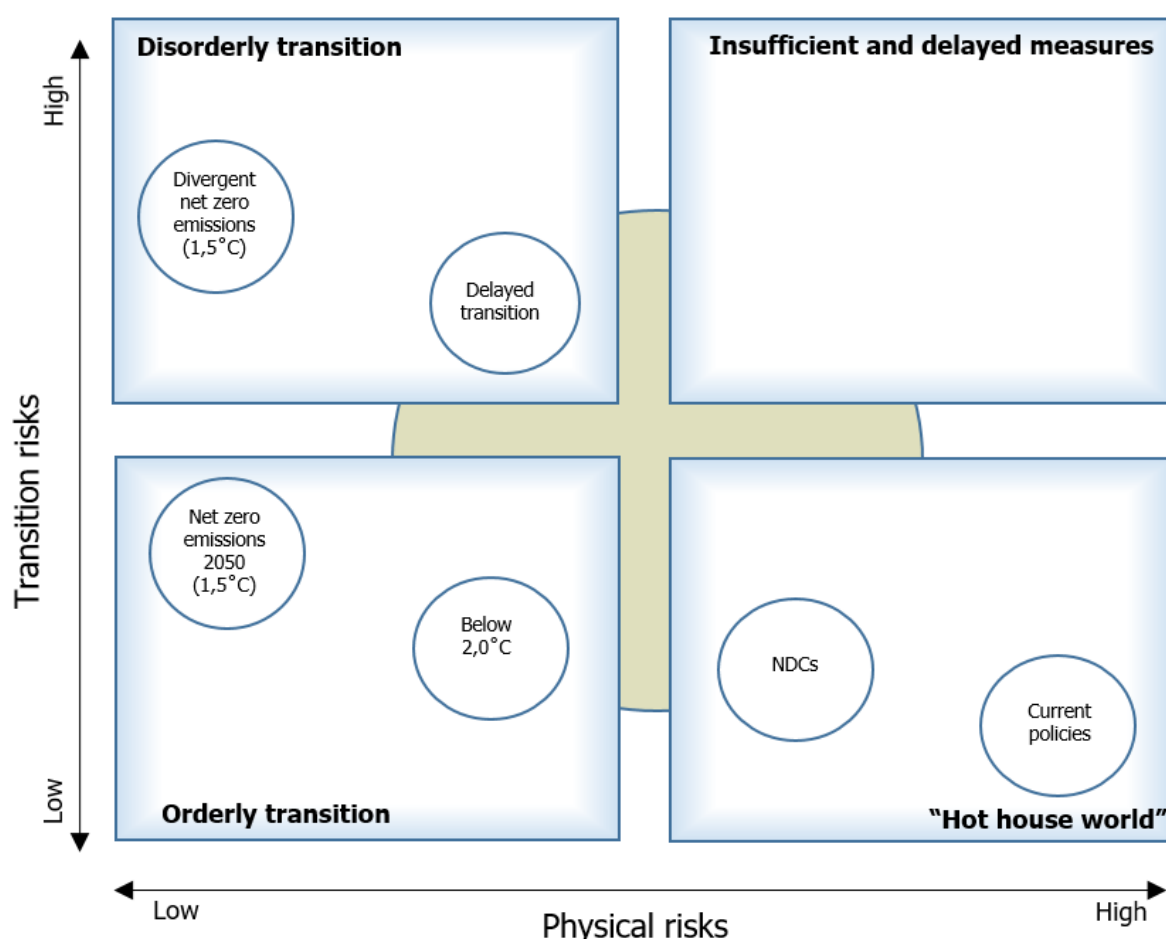 Disorderly transition
Insufficient and delayed measures
High
Divergent
net zero
emissions
(1,5˚C)
Delayed
transition
Transition risks
Net zero
emissions
2050
(1,5˚C)
Below
2,0˚C
NDCs
Current
policies
Low
Orderly transition
“Hot house world”
Low
Physical risks
High